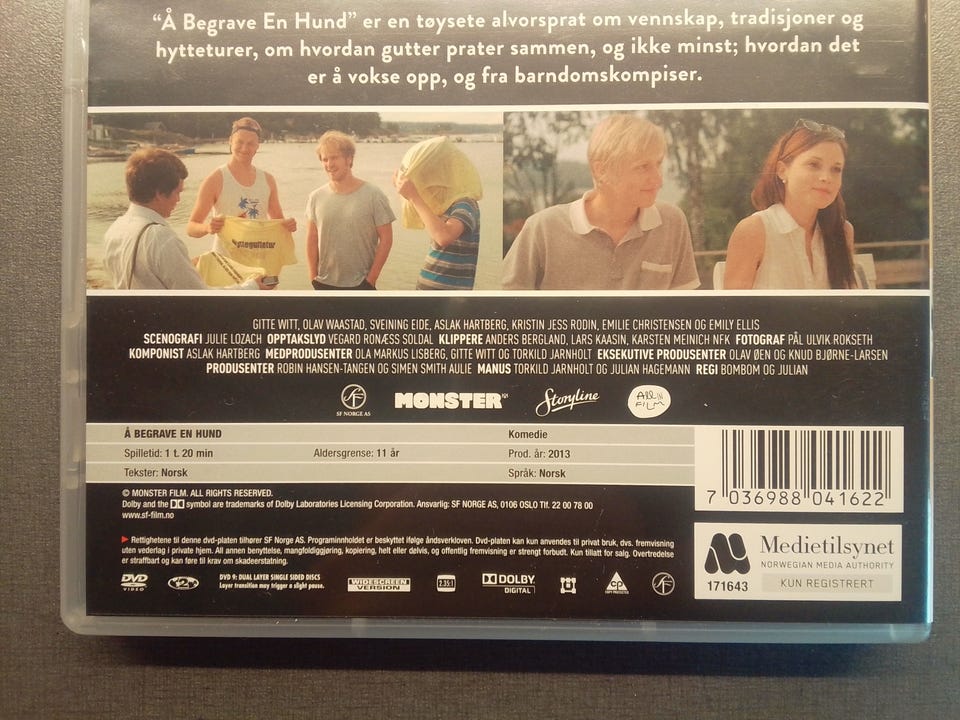 “Å Begrave En Hund” er en tøysete alvorsprat om vennskap, tradisjoner og
hytteturer, om hvordan gutter prater sammen, og ikke minst; hvordan det
er å vokse opp, og fra barndomskompiser.
GITTE WITT, OLAV WAASTAD, SVEINING EIDE, ASLAK HARTBERG, KRISTIN JESS RODIN, EMILIE CHRISTENSEN OG EMILY ELLIS
SCENOGRAFI JULIE LOZACH OPPTAKSLYD VEGARD RONÆSS SOLDAL KLIPPERE ANDERS BERGLAND, LARS KAASIN, KARSTEN MEINICH NFK FOTOGRAF PÅL ULVIK ROKSETH
KOMPONIST ASLAK HARTBERG MEDPRODUSENTER OLA MARKUS LISBERG, GITTE WITT OG TORKILD JARNHOLT EKSEKUTIVE PRODUSENTER OLAV ØEN OG KNUD BJØRNE-LARSEN
PRODUSENTER ROBIN HANSEN-TANGEN OG SIMEN SMITH AULIE MANUS TORKILD JARNHOLT OG JULIAN HAGEMANN REGI BOMBOM OG JULIAN
SF
SF NORGE AS
MONSTER
Storyline
ALL IN FILM
Å BEGRAVE EN HUND Komedie
Spilletid: 1 t. 20 min Aldersgrense: 11 år Prod. år: 2013
Tekster: Norsk Språk: Norsk
7 036988 041622
© MONSTER FILM. ALL RIGHTS RESERVED.
Dolby and the symbol are trademarks of Dolby Laboratories Licensing Corporation. Ansvarlig: SF NORGE AS, 0106 OSLO Tlf. 22 00 78 00
www.sf-film.no
Rettighetene til denne dvd-platen tilhører SF Norge AS. Programinnholdet er beskyttet ifølge åndsverkloven. Dvd-platen kan kun anvendes til privat bruk, dvs. fremvisning
uten vederlag i private hjem. All annen benyttelse, mangfoldiggjøring, kopiering, helt eller delvis, og offentlig fremvisning er strengt forbudt. Kun tillatt for salg. Overtredelse
er straffbart og kan føre til krav om skadeerstatning.
Medietilsynet
NORWEGIAN MEDIA AUTHORITY
171643 KUN REGISTRERT
DVD VIDEO
DVD 9: DUAL LAYER SINGLE SIDED DISCS
Layer transition may trigger a slight pause.
WIDESCREEN VERSION
2.35:1
DOLBY DIGITAL
CP
COPY PROTECTED
SF